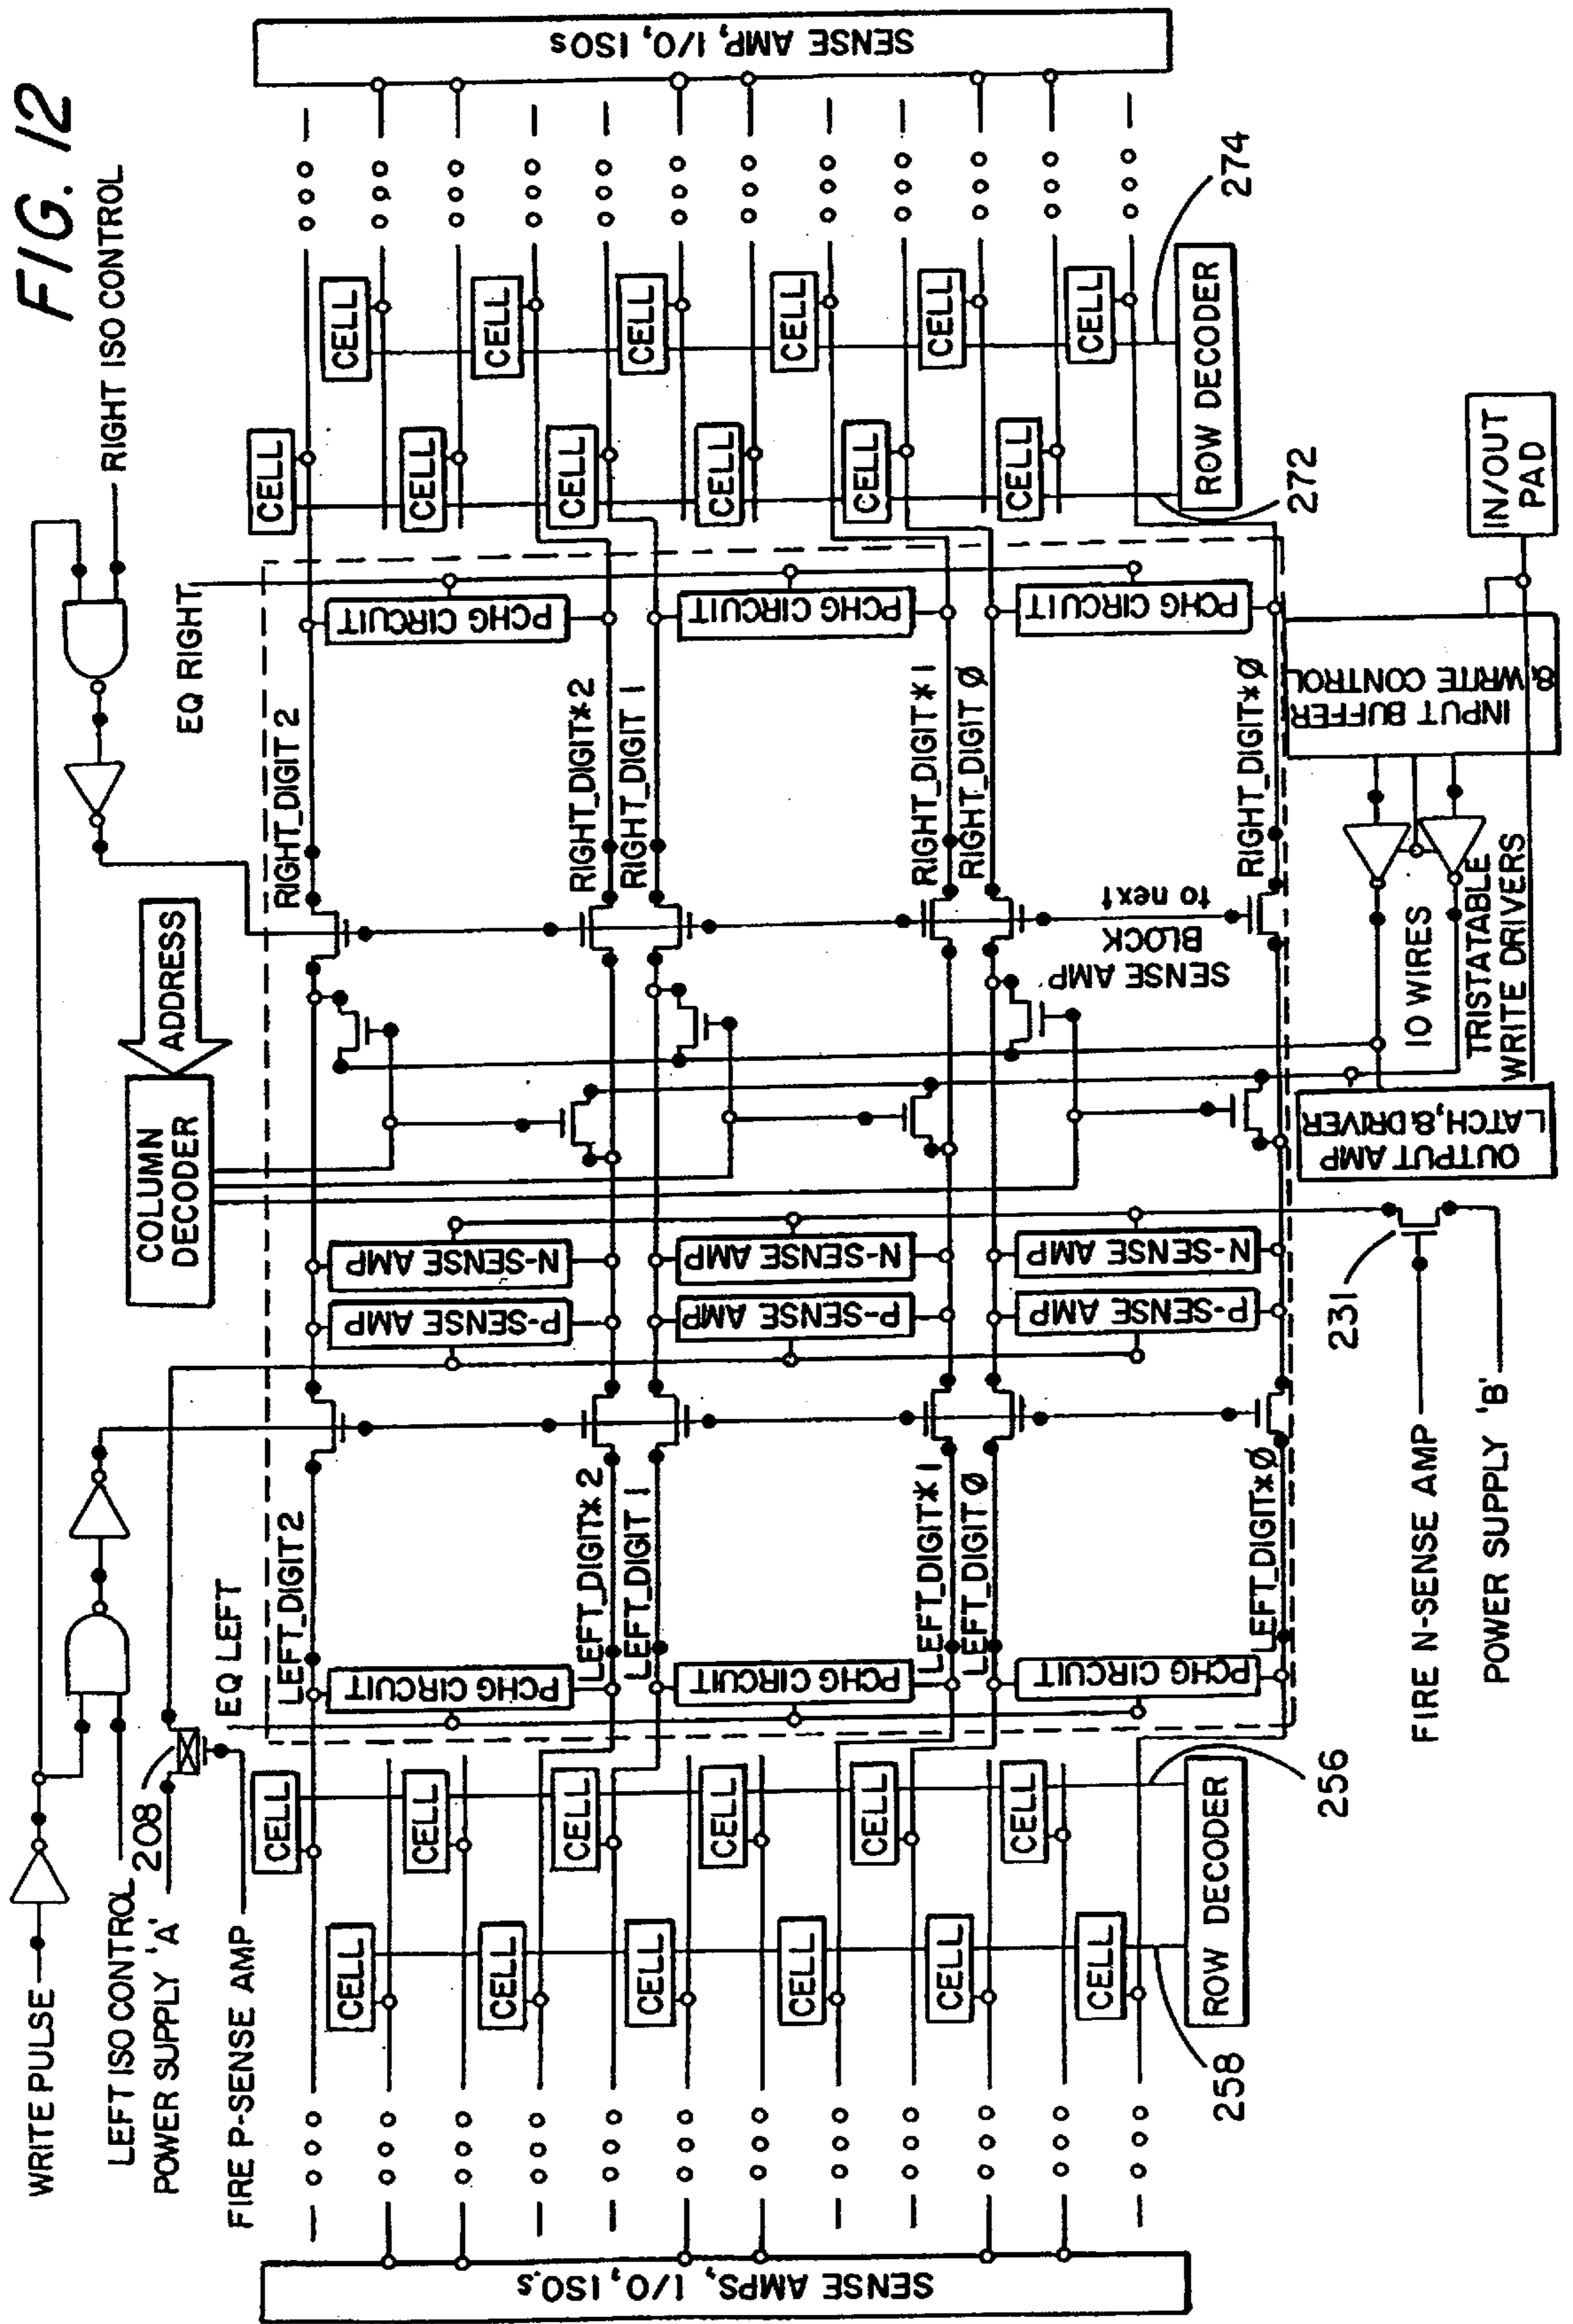 FIG. 12
WRITE PULSE
LEFT ISO CONTROL
208
POWER SUPPLY 'A'
FIRE P-SENSE AMP
EQ LEFT
COLUMN
DECODER
ADDRESS
EQ RIGHT
RIGHT ISO CONTROL
SENSE AMPS, I/O, ISO,s
CELL
CELL
CELL
CELL
CELL
CELL
CELL
CELL
CELL
CELL
CELL
CELL
ROW DECODER
258
256
LEFT_DIGIT 2
PCHG CIRCUIT
LEFT_DIGIT* 2
LEFT_DIGIT 1
PCHG CIRCUIT
LEFT_DIGIT* 1
LEFT_DIGIT Ø
PCHG CIRCUIT
LEFT_DIGIT*Ø
P-SENSE AMP
N-SENSE AMP
P-SENSE AMP
N-SENSE AMP
P-SENSE AMP
N-SENSE AMP
RIGHT_DIGIT 2
PCHG CIRCUIT
RIGHT_DIGIT* 2
RIGHT_DIGIT 1
PCHG CIRCUIT
RIGHT_DIGIT* 1
RIGHT_DIGIT Ø
PCHG CIRCUIT
RIGHT_DIGIT*Ø
SENSE AMP
BLOCK
to next
CELL
CELL
CELL
CELL
CELL
CELL
CELL
CELL
CELL
CELL
CELL
CELL
ROW DECODER
272
274
SENSE AMP, I/O, ISOs
231
FIRE N-SENSE AMP
POWER SUPPLY 'B'
OUTPUT AMP
LATCH, & DRIVER
IO WIRES
TRISTATABLE
WRITE DRIVERS
INPUT BUFFER
& WRITE CONTROL
IN/OUT
PAD